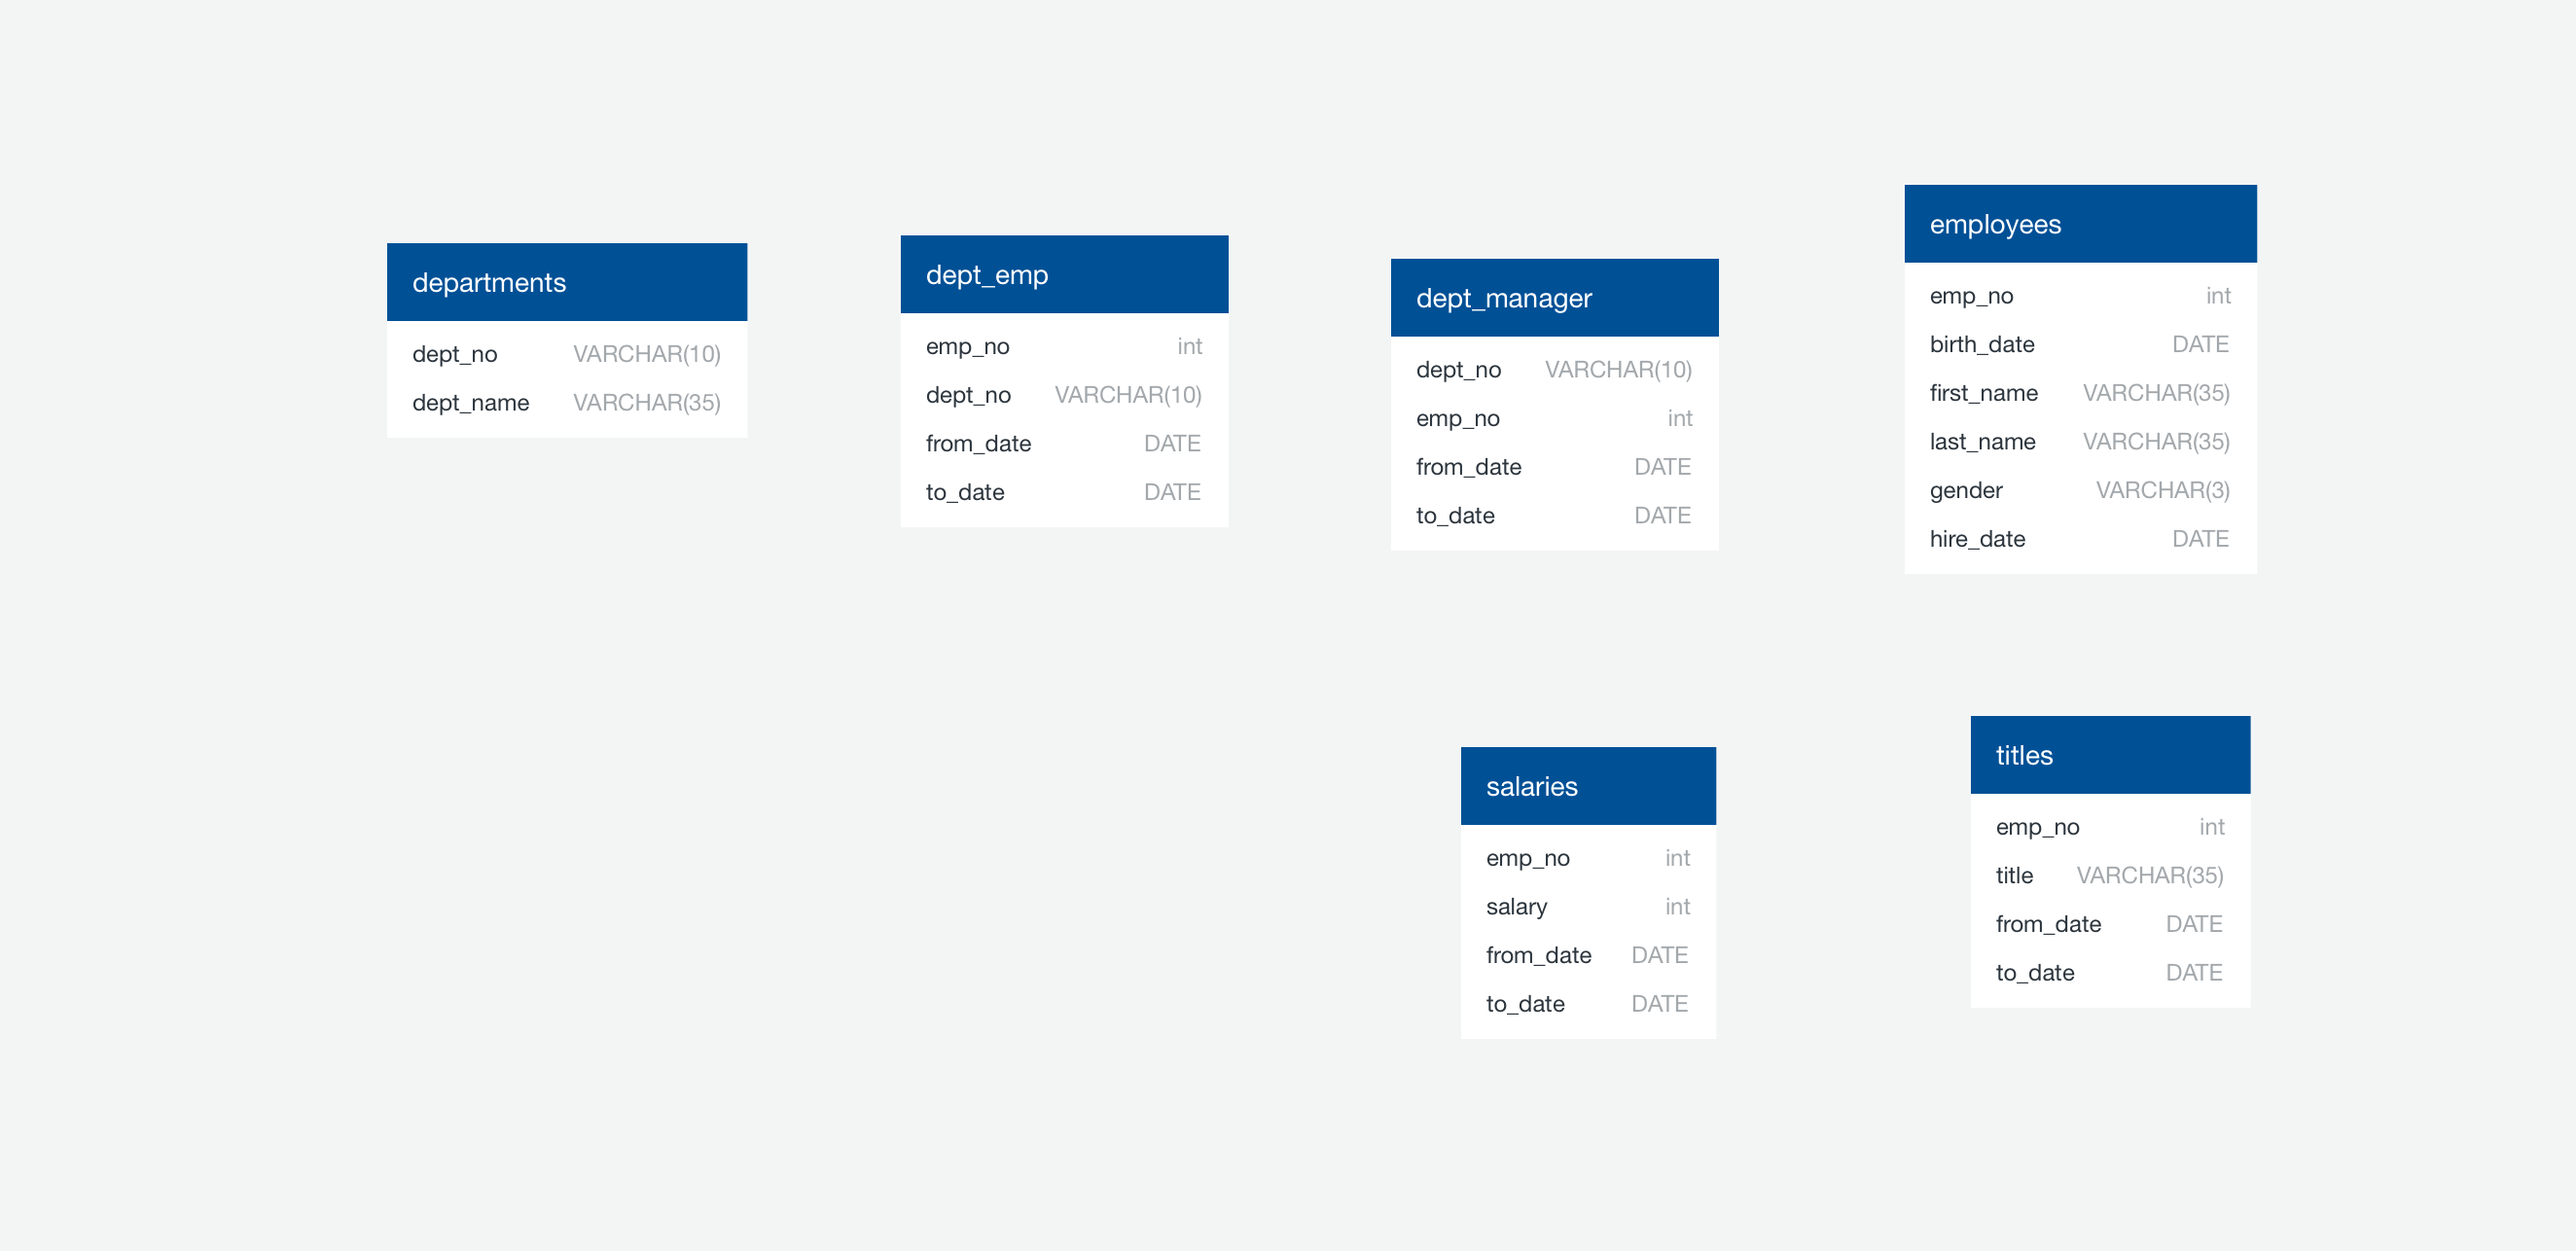 departments
dept_no VARCHAR(10)
dept_name VARCHAR(35)
dept_emp
emp_no int
dept_no VARCHAR(10)
from_date DATE
to_date DATE
dept_manager
dept_no VARCHAR(10)
emp_no int
from_date DATE
to_date DATE
employees
emp_no int
birth_date DATE
first_name VARCHAR(35)
last_name VARCHAR(35)
gender VARCHAR(3)
hire_date DATE
salaries
emp_no int
salary int
from_date DATE
to_date DATE
titles
emp_no int
title VARCHAR(35)
from_date DATE
to_date DATE